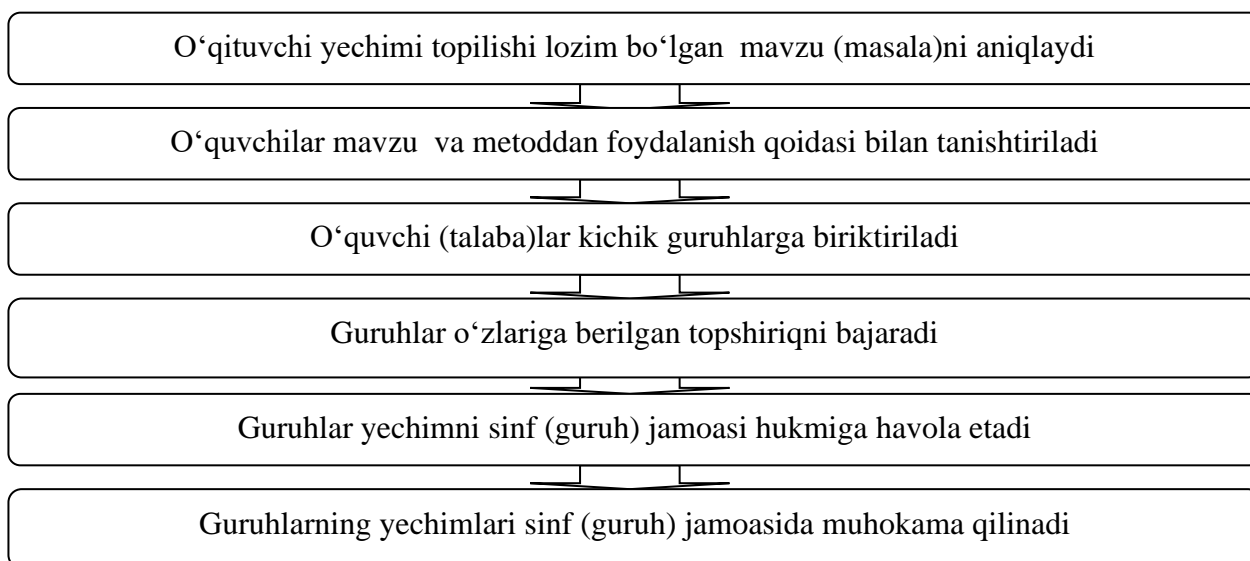 O‘qituvchi yechimi topilishi lozim bo‘lgan mavzu (masala)ni aniqlaydi
O‘quvchilar mavzu va metoddan foydalanish qoidasi bilan tanishtiriladi
O‘quvchi (talaba)lar kichik guruhlarga biriktiriladi
Guruhlar o‘zlariga berilgan topshiriqni bajaradi
Guruhlar yechimni sinf (guruh) jamoasi hukmiga havola etadi
Guruhlarning yechimlari sinf (guruh) jamoasida muhokama qilinadi